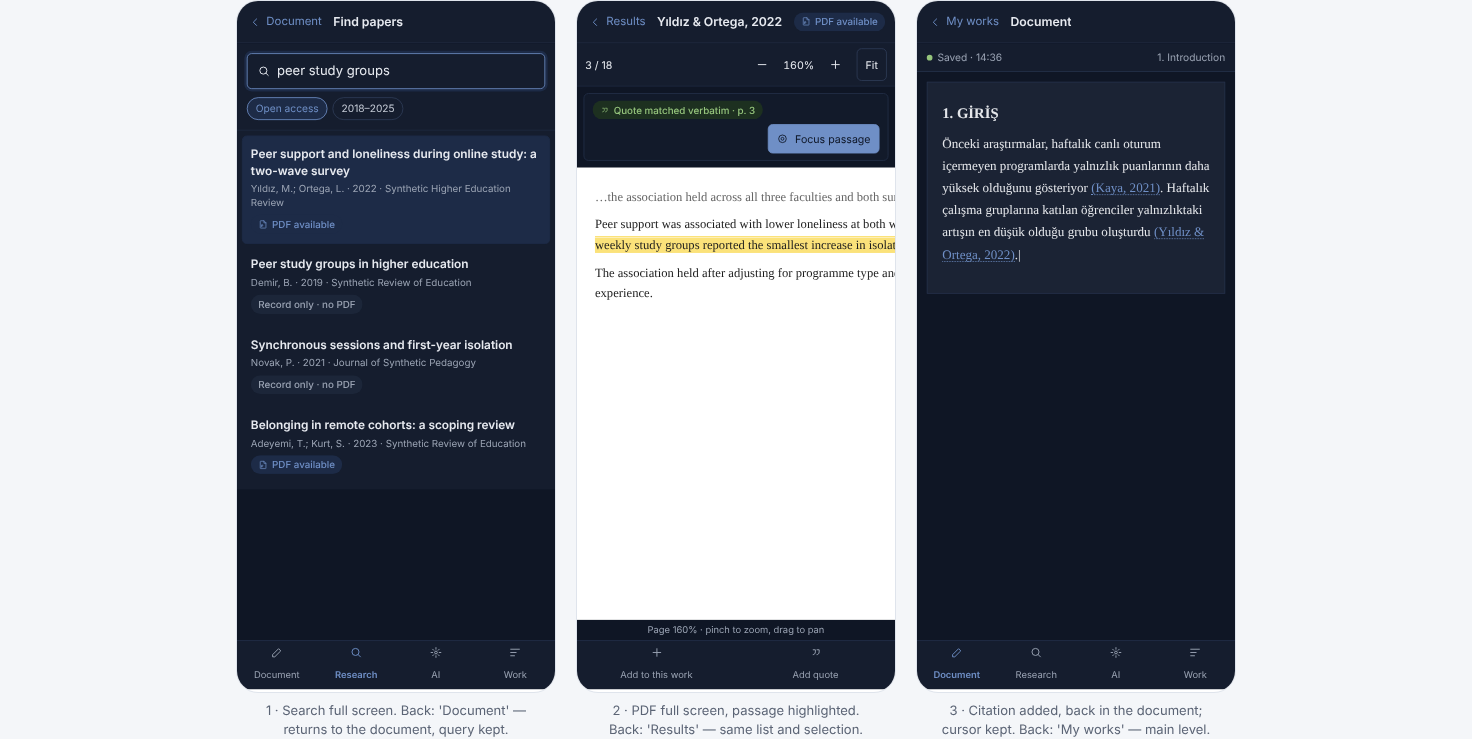 Document
Find papers
peer study groups
Open access
2018–2025
Peer support and loneliness during online study: a
two-wave survey
Yıldız, M.; Ortega, L. · 2022 · Synthetic Higher Education
Review
PDF available
Peer study groups in higher education
Demir, B. · 2019 · Synthetic Review of Education
Record only · no PDF
Synchronous sessions and first-year isolation
Novak, P. · 2021 · Journal of Synthetic Pedagogy
Record only · no PDF
Belonging in remote cohorts: a scoping review
Adeyemi, T.; Kurt, S. · 2023 · Synthetic Review of Education
PDF available
Document
Research
AI
Work
1 · Search full screen. Back: 'Document' —
returns to the document, query kept.
Results
Yıldız & Ortega, 2022
PDF available
3 / 18
160%
Fit
Quote matched verbatim · p. 3
Focus passage
…the association held across all three faculties and both
Peer support was associated with lower loneliness at both
weekly study groups reported the smallest increase in
The association held after adjusting for programme type
experience.
Page 160% · pinch to zoom, drag to pan
Add to this work
Add quote
2 · PDF full screen, passage highlighted.
Back: 'Results' — same list and selection.
My works
Document
Saved · 14:36
1. Introduction
1. GİRİŞ
Önceki araştırmalar, haftalık canlı oturum
içermeyen programlarda yalnızlık puanlarının daha
yüksek olduğunu gösteriyor (Kaya, 2021). Haftalık
çalışma gruplarına katılan öğrenciler yalnızlıktaki
artışın en düşük olduğu grubu oluşturdu (Yıldız &
Ortega, 2022).
Document
Research
AI
Work
3 · Citation added, back in the document;
cursor kept. Back: 'My works' — main level.